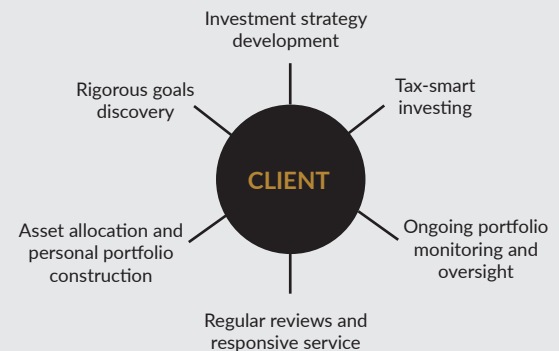 Investment strategy
development
Rigorous goals
discovery
Tax-smart
investing
CLIENT
Asset allocation and
personal portfolio
construction
Ongoing portfolio
monitoring and
oversight
Regular reviews and
responsive service